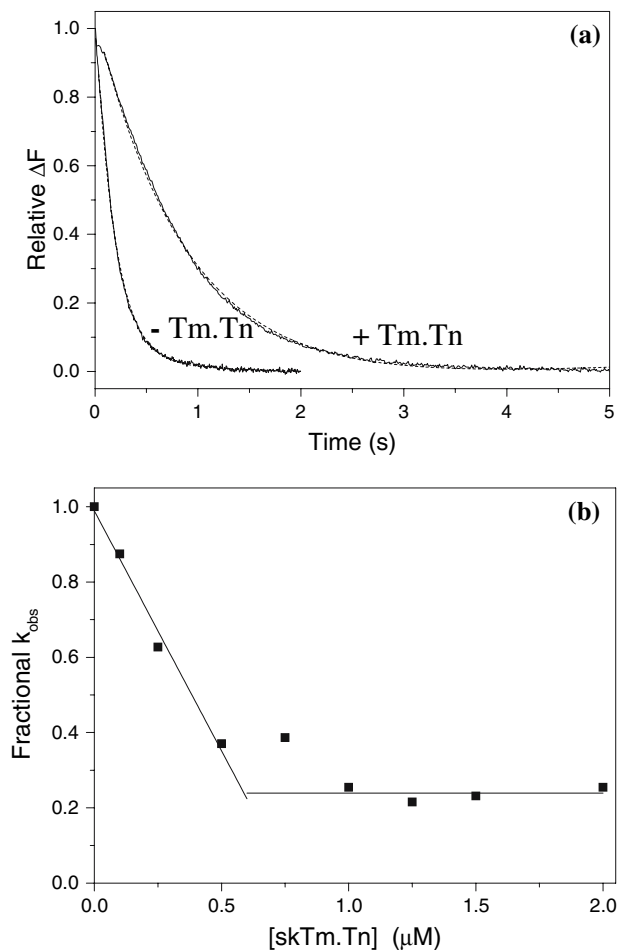 (a)
1.0
0.8
0.6
0.4
0.2
0.0
Relative ΔF
- Tm.Tn
+ Tm.Tn
0 1 2 3 4 5
Time (s)
(b)
1.0
0.8
0.6
0.4
0.2
0.0
Fractional k_obs
0.0 0.5 1.0 1.5 2.0
[skTm.Tn] (μM)